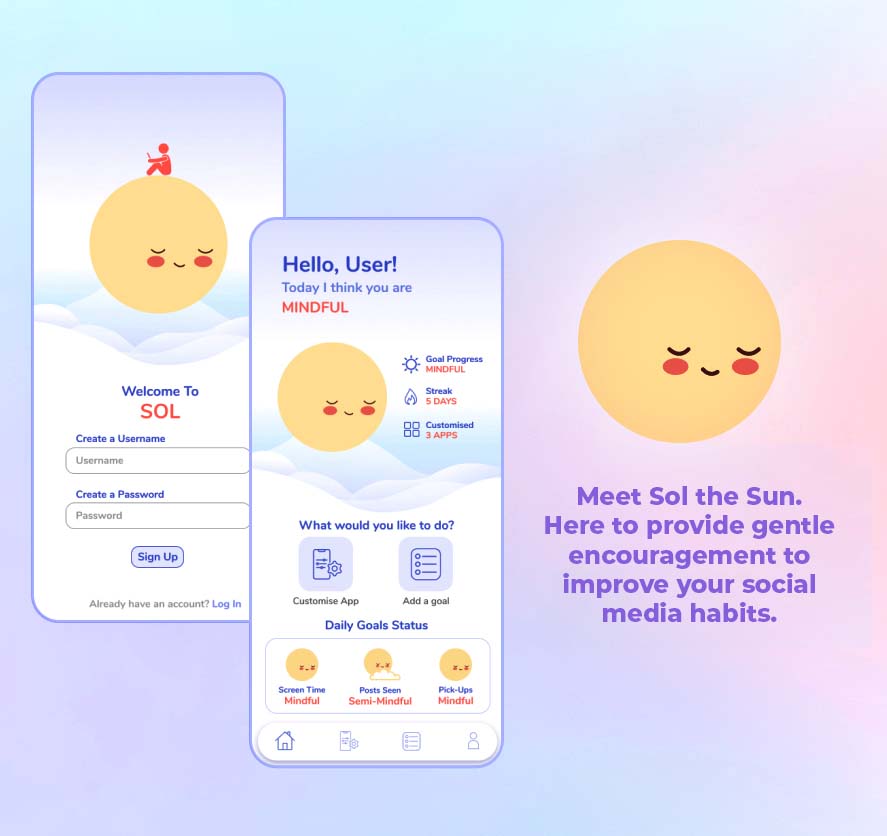 Welcome To
SOL
Create a Username
Username
Create a Password
Password
Sign Up
Already have an account? Log In
Hello, User!
Today I think you are
MINDFUL
Goal Progress
MINDFUL
Streak
5 DAYS
Customised
3 APPS
What would you like to do?
Customise App
Add a goal
Daily Goals Status
Screen Time
Mindful
Posts Seen
Semi-Mindful
Pick-Ups
Mindful
Meet Sol the Sun.
Here to provide gentle
encouragement to
improve your social
media habits.